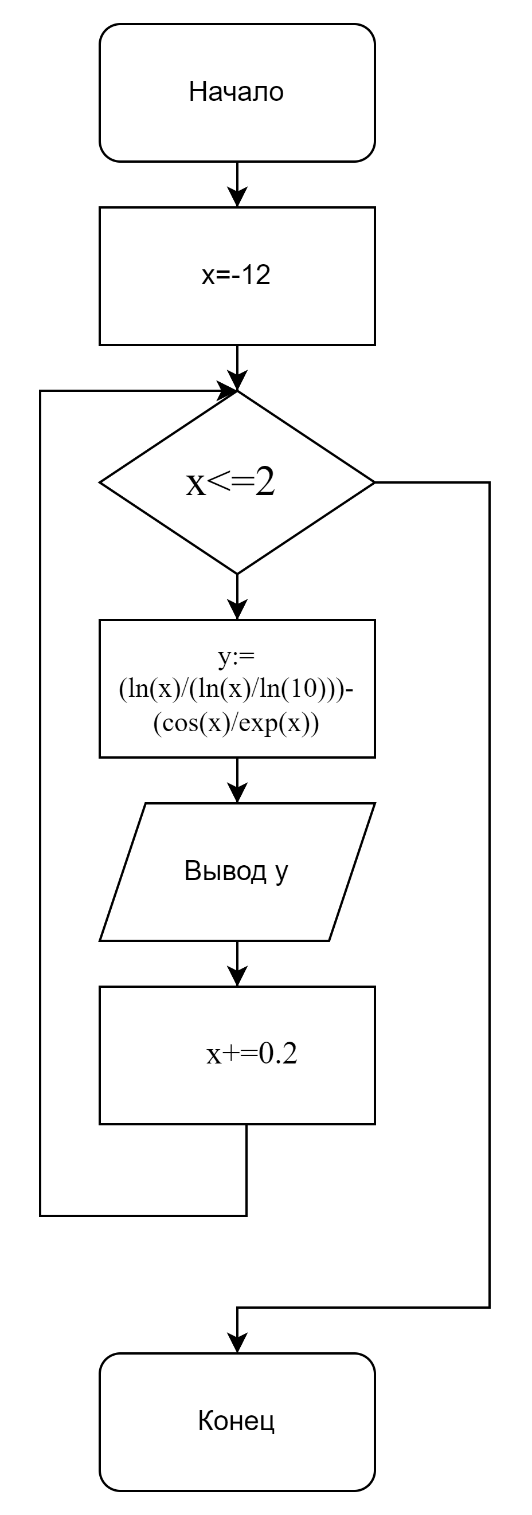 Начало
x=-12
x<=2
y:=
(ln(x)/(ln(x)/ln(10)))-
(cos(x)/exp(x))
Вывод y
x+=0.2
Конец